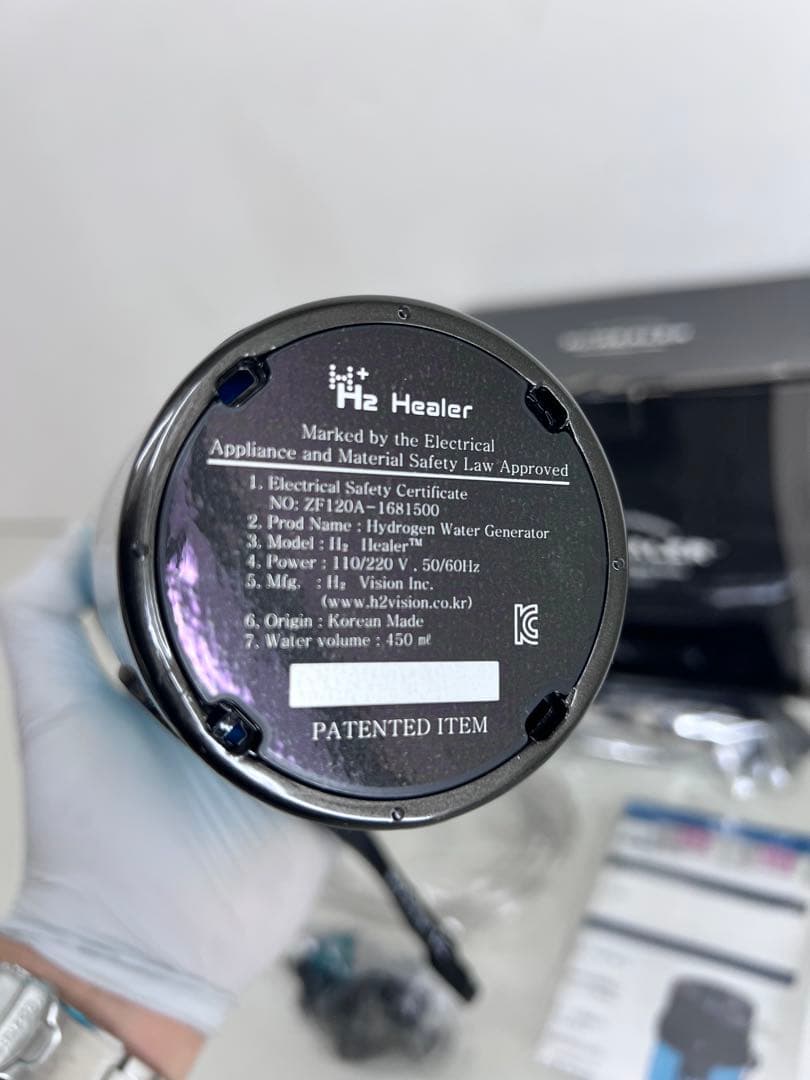 H2 Healer
Marked by the Electrical
Appliance and Material Safety Law Approved
1. Electrical Safety Certificate
NO: ZF120A-1681500
2. Prod Name : Hydrogen Water Generator
3. Model : H₂ Healer™
4. Power : 110/220 V . 50/60Hz
5. Mfg. : H₂ Vision Inc.
(www.h2vision.co.kr)
6. Origin : Korean Made
7. Water volume : 450 ㎖
PATENTED ITEM